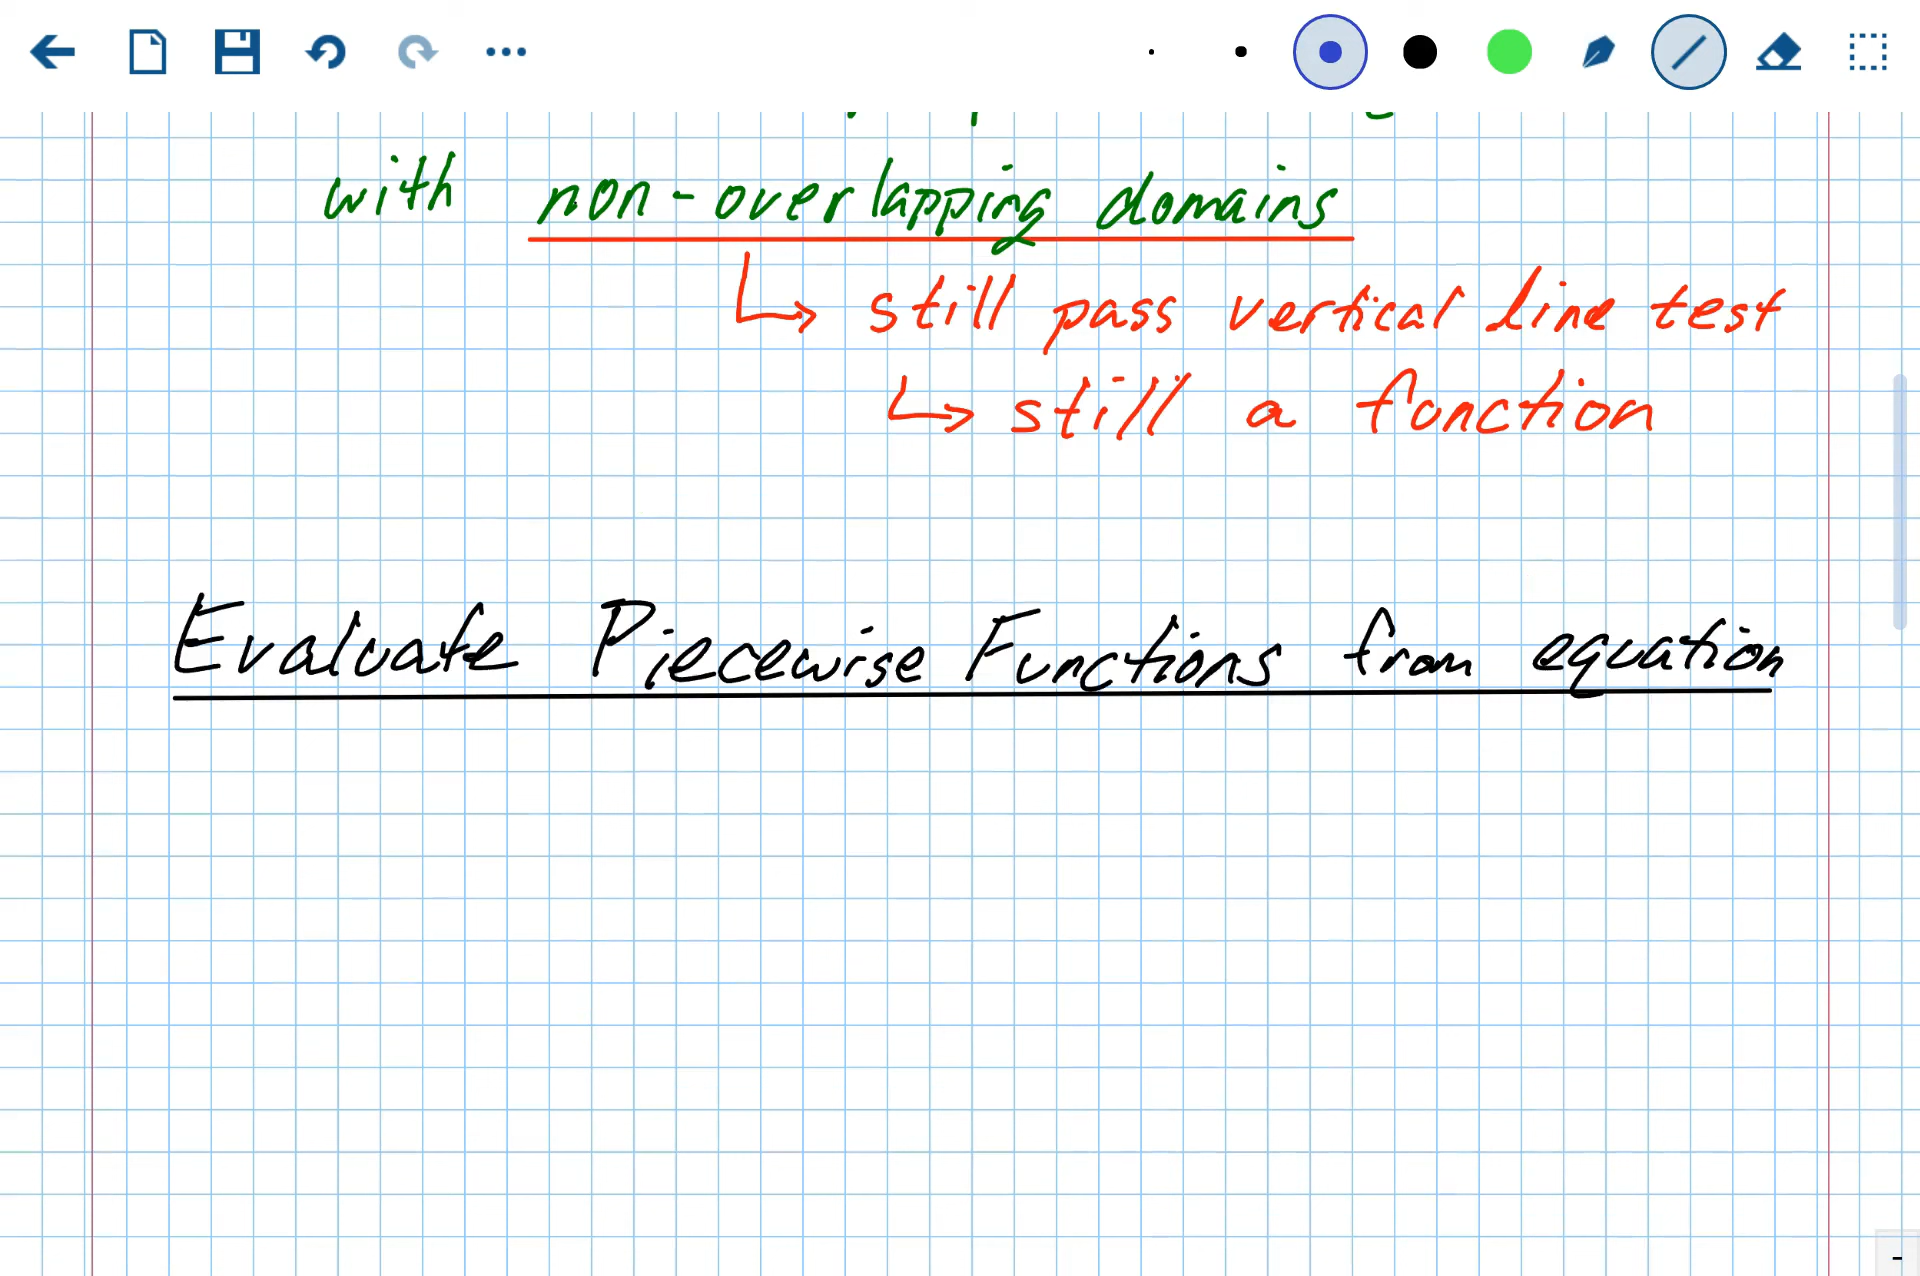 with non-overlapping domains
↳ still pass vertical line test
↳ still a function
Evaluate Piecewise Functions from equation